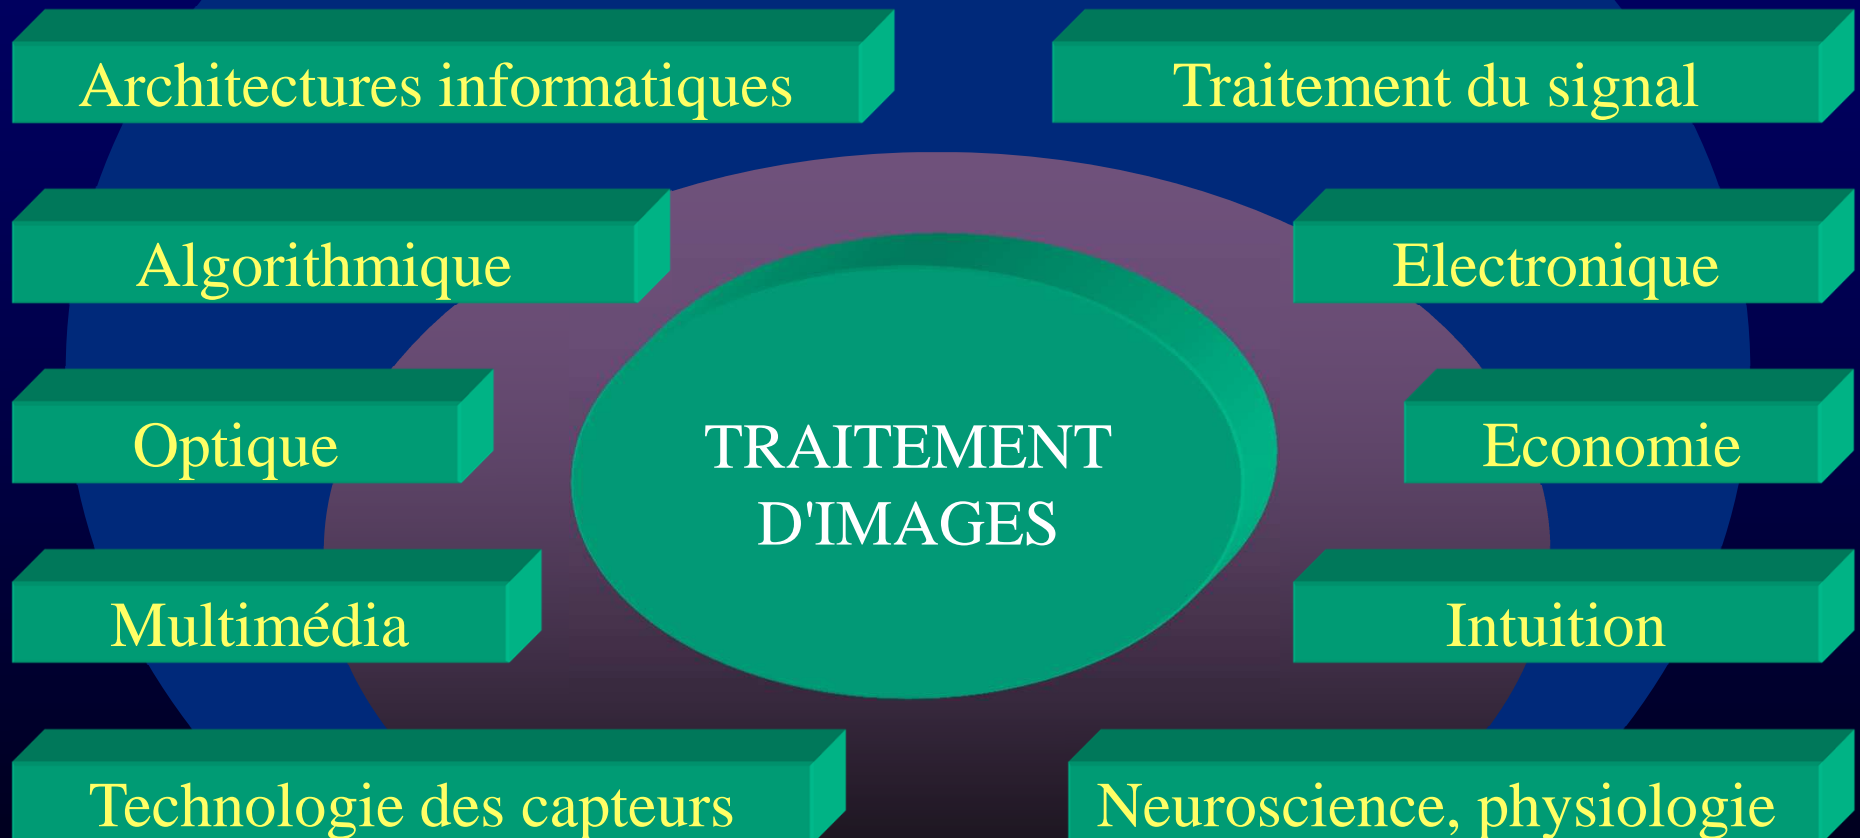 Architectures informatiques
Traitement du signal
Algorithmique
Electronique
Optique
TRAITEMENT
D'IMAGES
Economie
Multimédia
Intuition
Technologie des capteurs
Neuroscience, physiologie